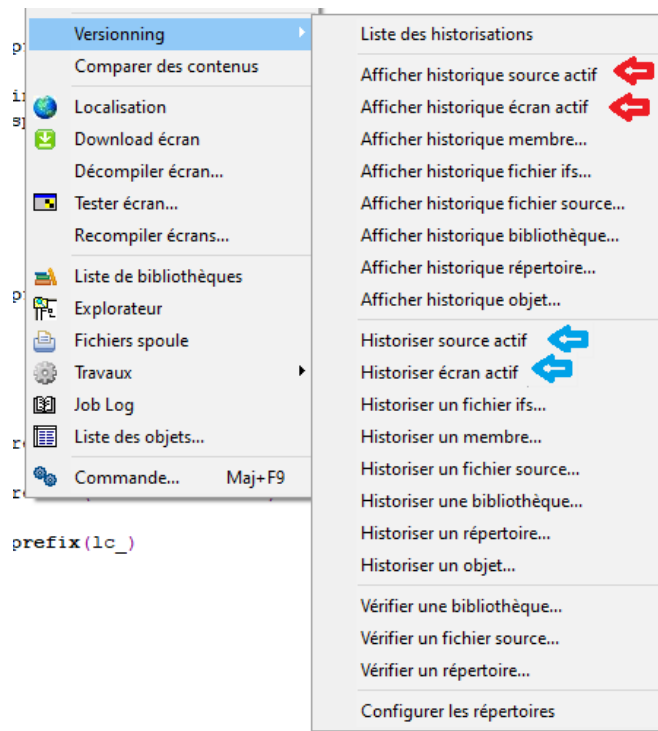 Versionning
Comparer des contenus
Localisation
Download écran
Décompiler écran...
Tester écran...
Recompiler écrans...
Liste de bibliothèques
Explorateur
Fichiers spoule
Travaux
Job Log
Liste des objets...
Commande... Maj+F9
prefix(lc_)
Liste des historisations
Afficher historique source actif
Afficher historique écran actif
Afficher historique membre...
Afficher historique fichier ifs...
Afficher historique fichier source...
Afficher historique bibliothèque...
Afficher historique répertoire...
Afficher historique objet...
Historiser source actif
Historiser écran actif
Historiser un fichier ifs...
Historiser un membre...
Historiser un fichier source...
Historiser une bibliothèque...
Historiser un répertoire...
Historiser un objet...
Vérifier une bibliothèque...
Vérifier un fichier source...
Vérifier un répertoire...
Configurer les répertoires